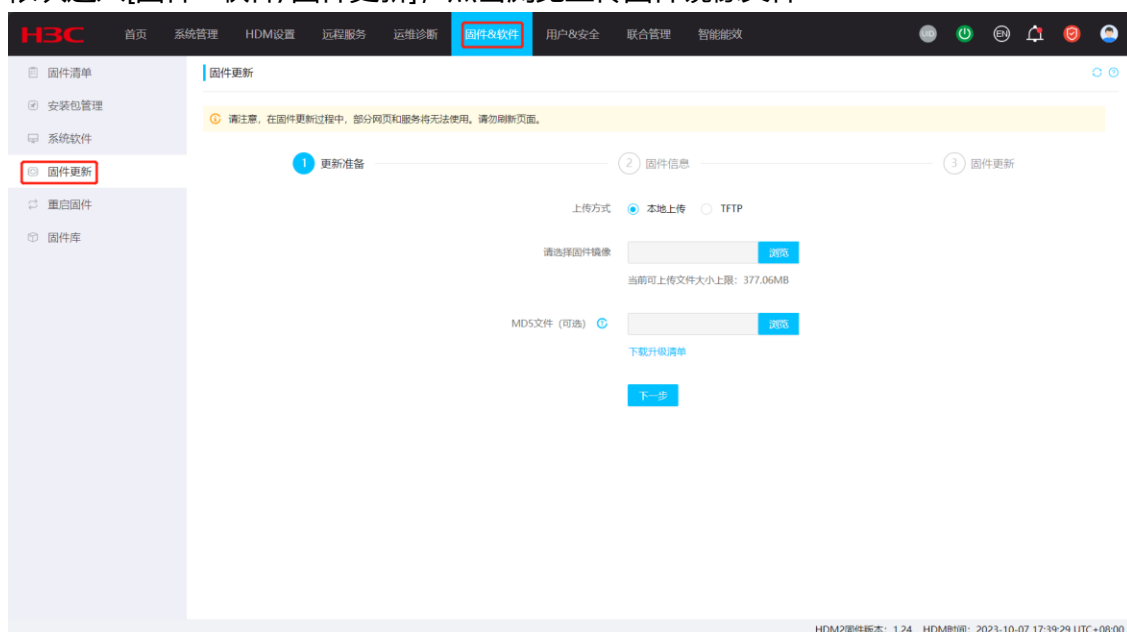 H3C 首页 系统管理 HDM设置 远程服务 运维诊断 固件&软件 用户&安全 联合管理 智能能效 UID EN
固件清单
安装包管理
系统软件
固件更新
重启固件
固件库
固件更新
请注意，在固件更新过程中，部分网页和服务将无法使用。请勿刷新页面。
1 更新准备 2 固件信息 3 固件更新
上传方式 本地上传 TFTP
请选择固件镜像 浏览
当前可上传文件大小上限：377.06MB
MD5文件（可选） 浏览
下载升级清单
下一步
HDM2固件版本：1.24 HDM时间：2023-10-07 17:39:29 UTC+08:00